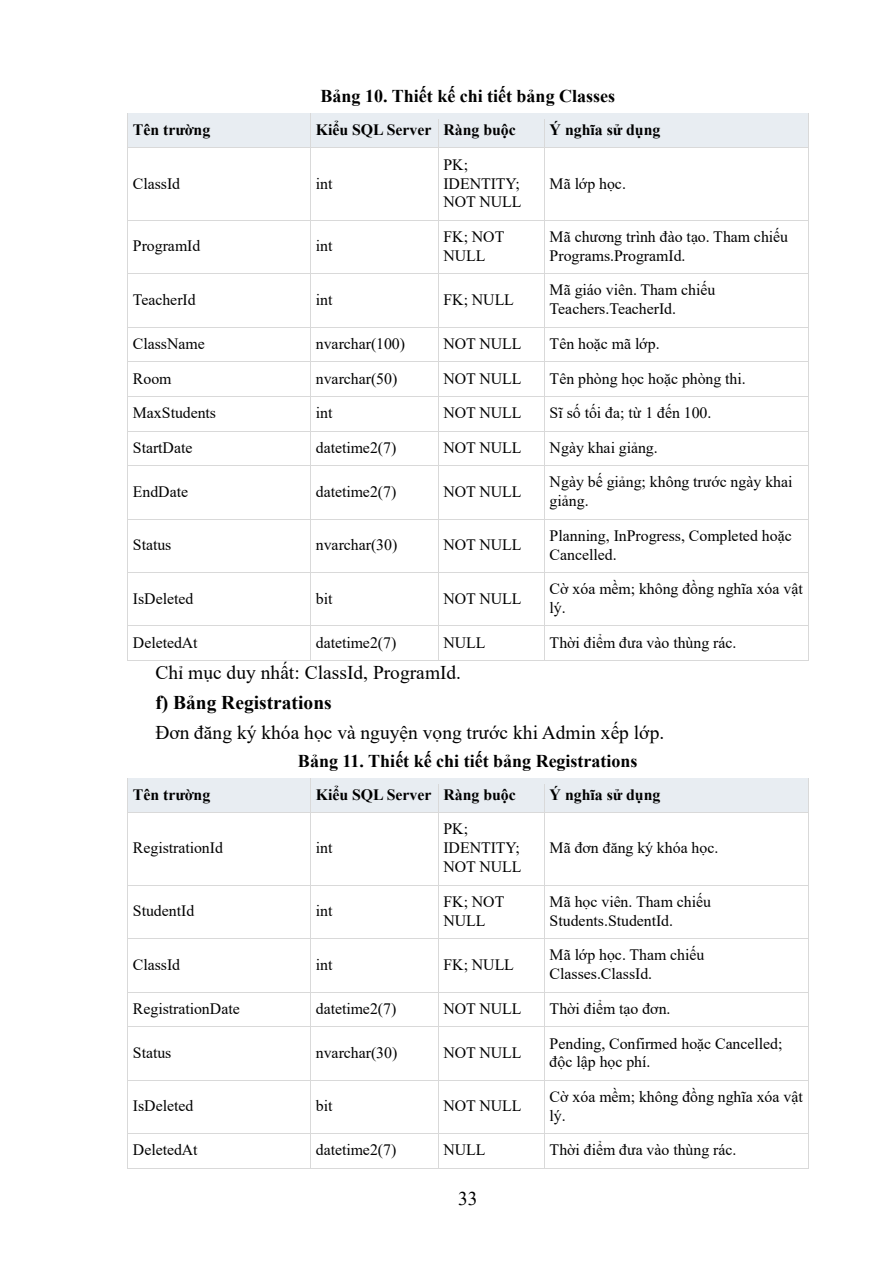 Bảng 10. Thiết kế chi tiết bảng Classes
Tên trường Kiểu SQL Server Ràng buộc Ý nghĩa sử dụng
ClassId int PK; IDENTITY; NOT NULL Mã lớp học.
ProgramId int FK; NOT NULL Mã chương trình đào tạo. Tham chiếu Programs.ProgramId.
TeacherId int FK; NULL Mã giáo viên. Tham chiếu Teachers.TeacherId.
ClassName nvarchar(100) NOT NULL Tên hoặc mã lớp.
Room nvarchar(50) NOT NULL Tên phòng học hoặc phòng thi.
MaxStudents int NOT NULL Sĩ số tối đa; từ 1 đến 100.
StartDate datetime2(7) NOT NULL Ngày khai giảng.
EndDate datetime2(7) NOT NULL Ngày bế giảng; không trước ngày khai giảng.
Status nvarchar(30) NOT NULL Planning, InProgress, Completed hoặc Cancelled.
IsDeleted bit NOT NULL Cờ xóa mềm; không đồng nghĩa xóa vật lý.
DeletedAt datetime2(7) NULL Thời điểm đưa vào thùng rác.
Chỉ mục duy nhất: ClassId, ProgramId.
f) Bảng Registrations
Đơn đăng ký khóa học và nguyện vọng trước khi Admin xếp lớp.
Bảng 11. Thiết kế chi tiết bảng Registrations
Tên trường Kiểu SQL Server Ràng buộc Ý nghĩa sử dụng
RegistrationId int PK; IDENTITY; NOT NULL Mã đơn đăng ký khóa học.
StudentId int FK; NOT NULL Mã học viên. Tham chiếu Students.StudentId.
ClassId int FK; NULL Mã lớp học. Tham chiếu Classes.ClassId.
RegistrationDate datetime2(7) NOT NULL Thời điểm tạo đơn.
Status nvarchar(30) NOT NULL Pending, Confirmed hoặc Cancelled; độc lập học phí.
IsDeleted bit NOT NULL Cờ xóa mềm; không đồng nghĩa xóa vật lý.
DeletedAt datetime2(7) NULL Thời điểm đưa vào thùng rác.
33